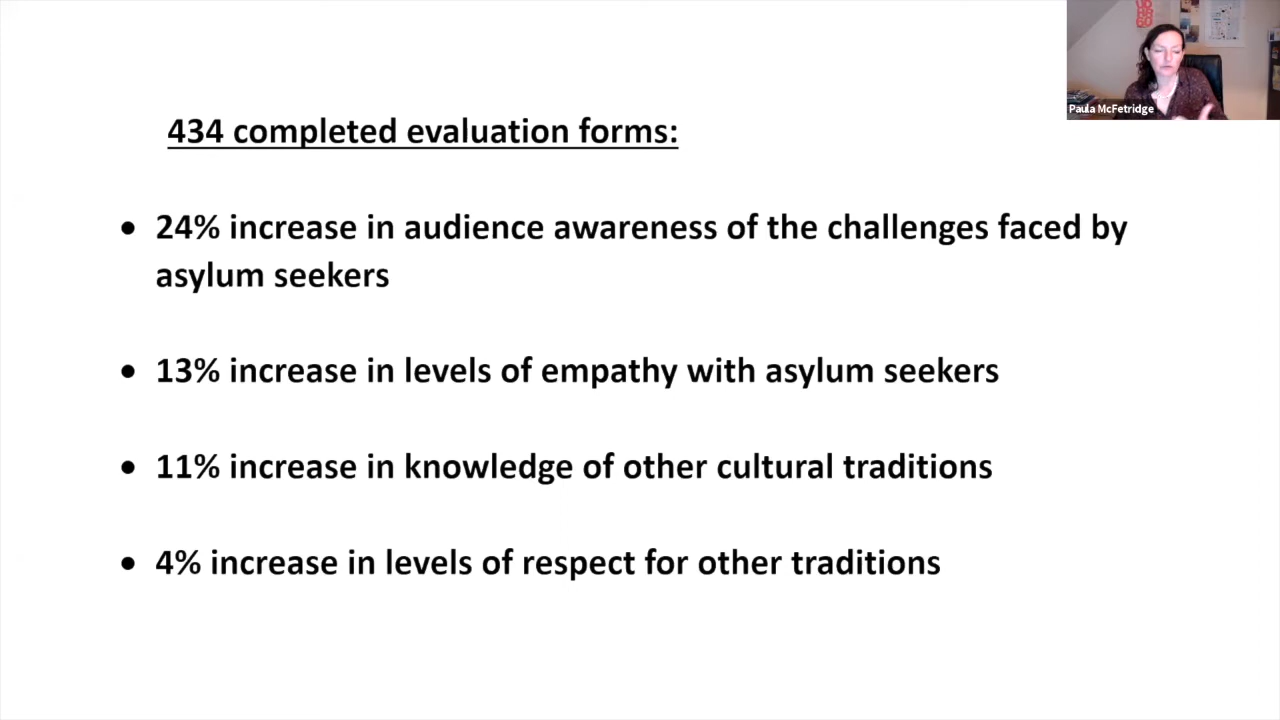 Paula McFetridge
434 completed evaluation forms:
• 24% increase in audience awareness of the challenges faced by
asylum seekers
• 13% increase in levels of empathy with asylum seekers
• 11% increase in knowledge of other cultural traditions
• 4% increase in levels of respect for other traditions